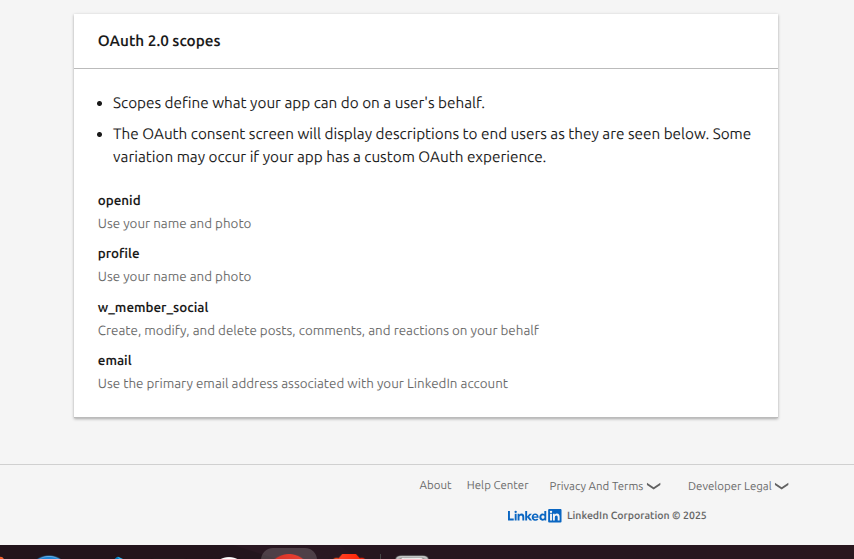 OAuth 2.0 scopes
Scopes define what your app can do on a user's behalf.
The OAuth consent screen will display descriptions to end users as they are seen below. Some
variation may occur if your app has a custom OAuth experience.
openid
Use your name and photo
profile
Use your name and photo
w_member_social
Create, modify, and delete posts, comments, and reactions on your behalf
email
Use the primary email address associated with your LinkedIn account
About Help Center Privacy And Terms Developer Legal
LinkedIn LinkedIn Corporation © 2025